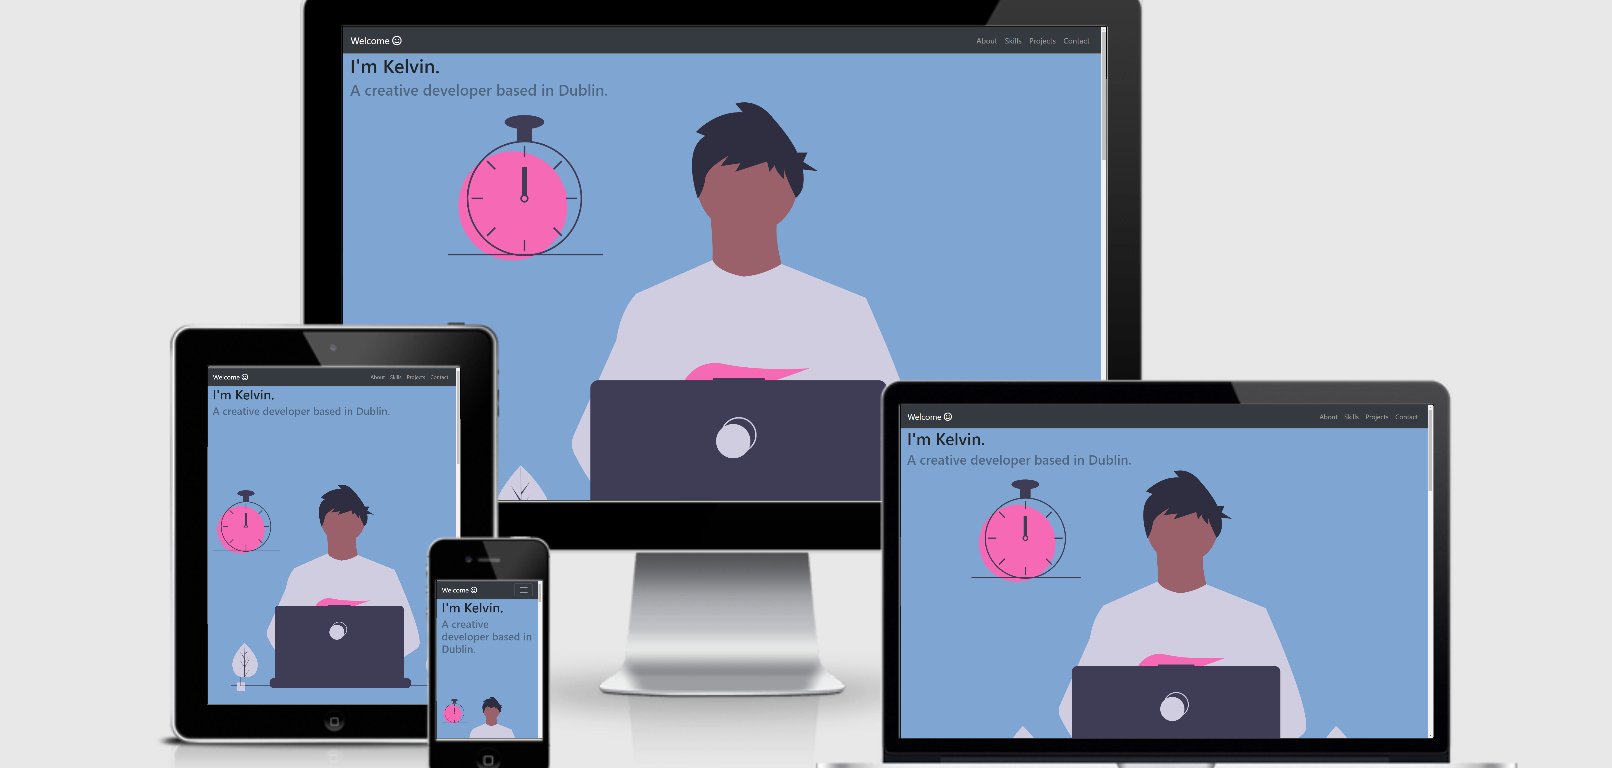 Welcome
About Skills Projects Contact
I'm Kelvin.
A creative developer based in Dublin.
Welcome
About Skills Projects Contact
I'm Kelvin.
A creative developer based in Dublin.
Welcome
I'm Kelvin.
A creative
developer based in
Dublin.
Welcome
About Skills Projects Contact
I'm Kelvin.
A creative developer based in Dublin.